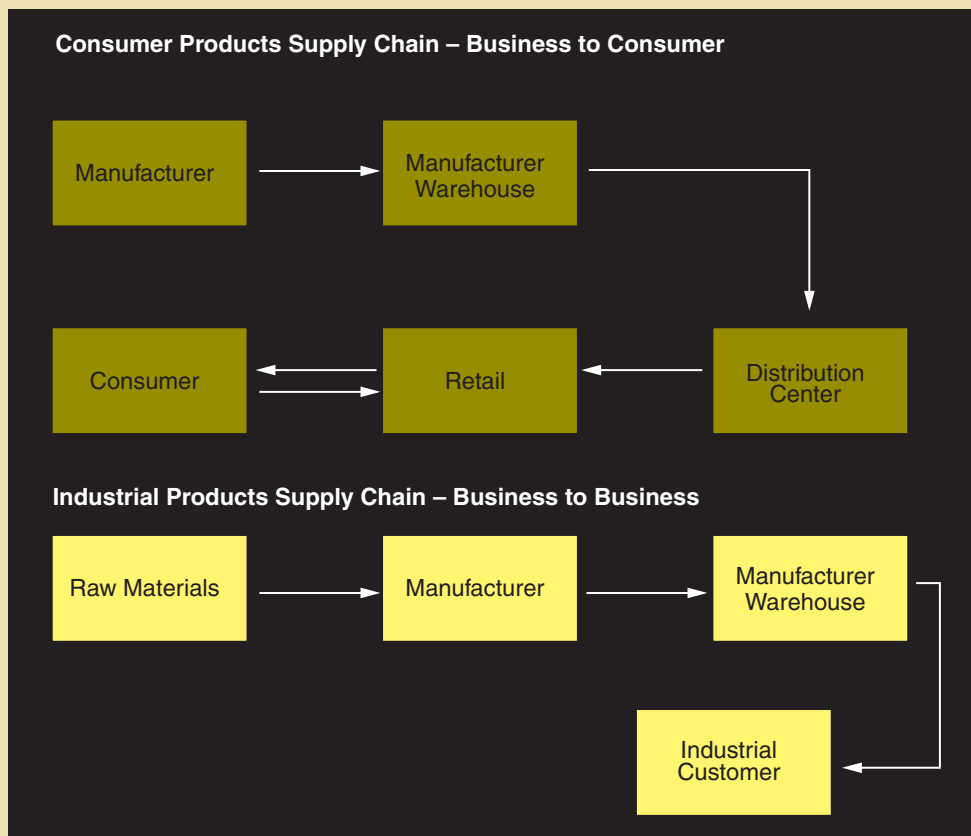 Consumer Products Supply Chain – Business to Consumer
Manufacturer
Manufacturer
Warehouse
Consumer
Retail
Distribution
Center
Industrial Products Supply Chain – Business to Business
Raw Materials
Manufacturer
Manufacturer
Warehouse
Industrial
Customer